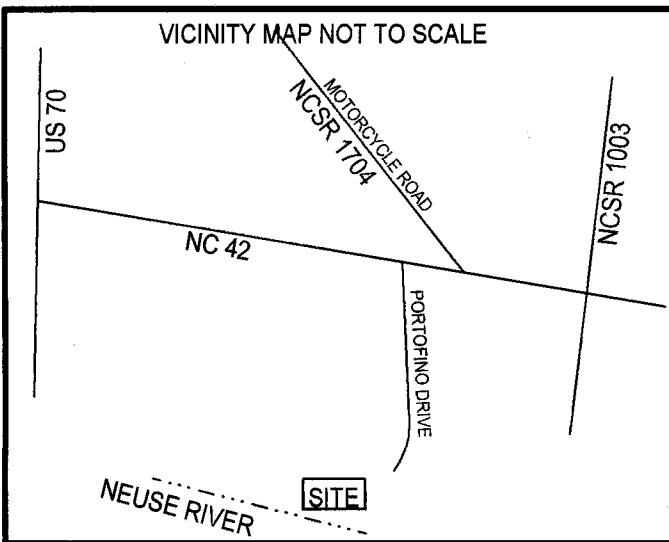 VICINITY MAP NOT TO SCALE
US 70
MOTORCYCLE ROAD
NCSR 1704
NCSR 1003
NC 42
PORTOFINO DRIVE
SITE
NEUSE RIVER